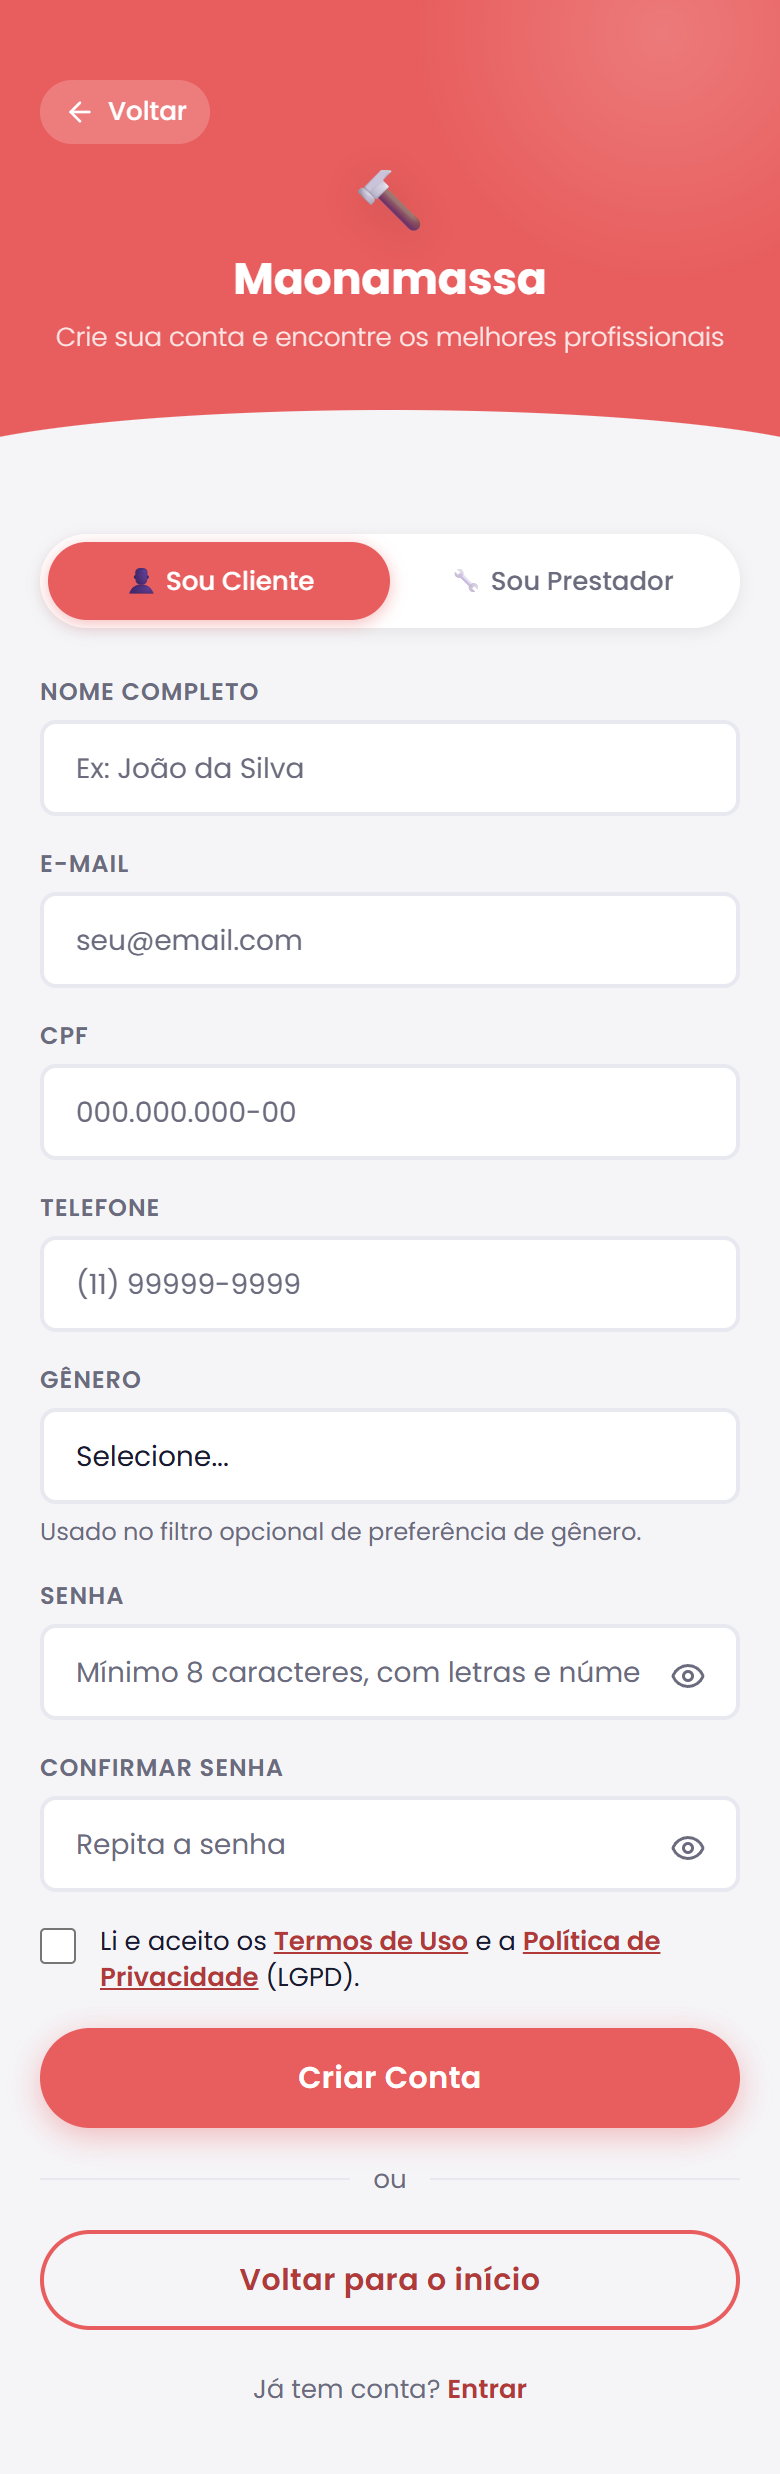 Voltar
Maonamassa
Crie sua conta e encontre os melhores profissionais
Sou Cliente
Sou Prestador
NOME COMPLETO
Ex: João da Silva
E-MAIL
seu@email.com
CPF
000.000.000-00
TELEFONE
(11) 99999-9999
GÊNERO
Selecione...
Usado no filtro opcional de preferência de gênero.
SENHA
Mínimo 8 caracteres, com letras e núme
CONFIRMAR SENHA
Repita a senha
Li e aceito os Termos de Uso e a Política de
Privacidade (LGPD).
Criar Conta
ou
Voltar para o início
Já tem conta? Entrar